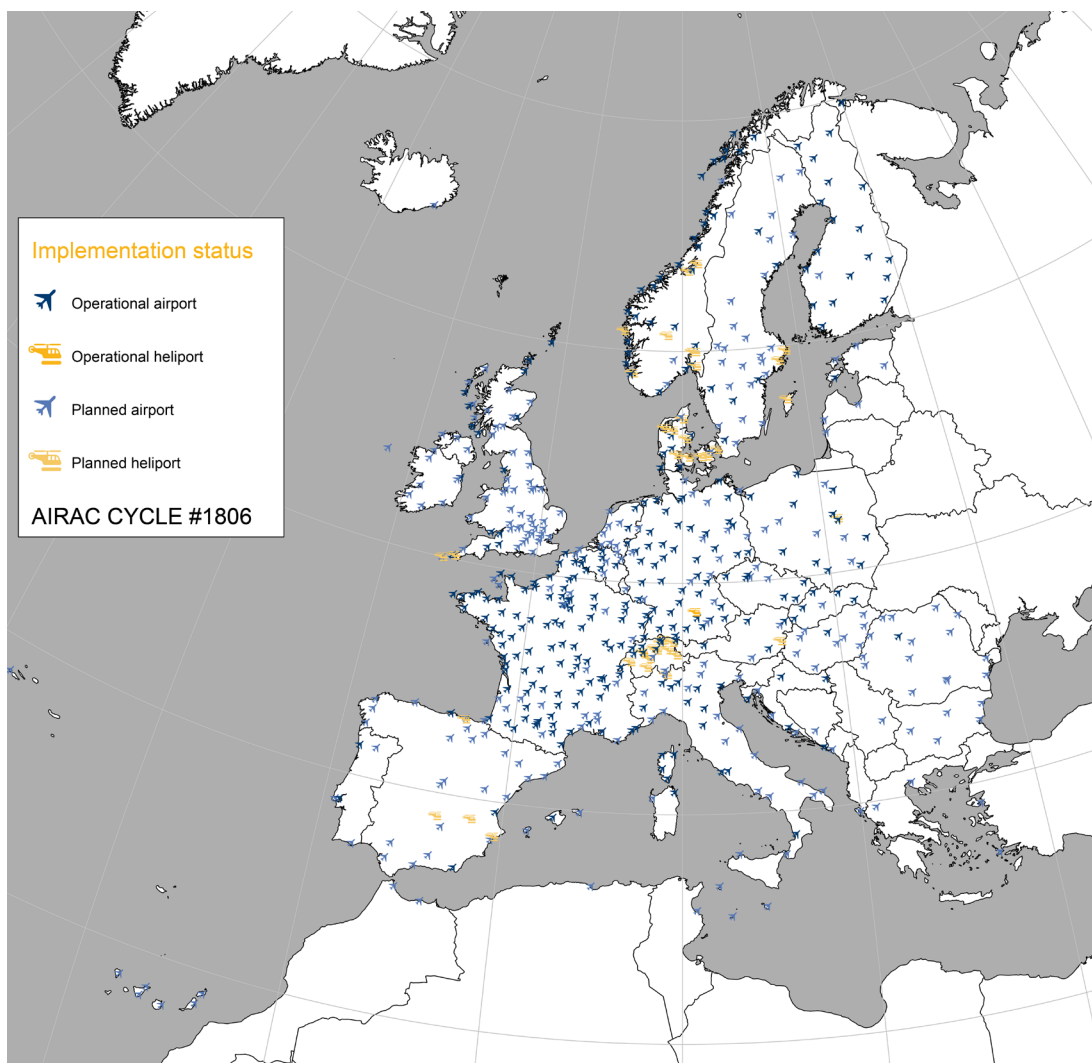 Implementation status
Operational airport
Operational heliport
Planned airport
Planned heliport
AIRAC CYCLE #1806